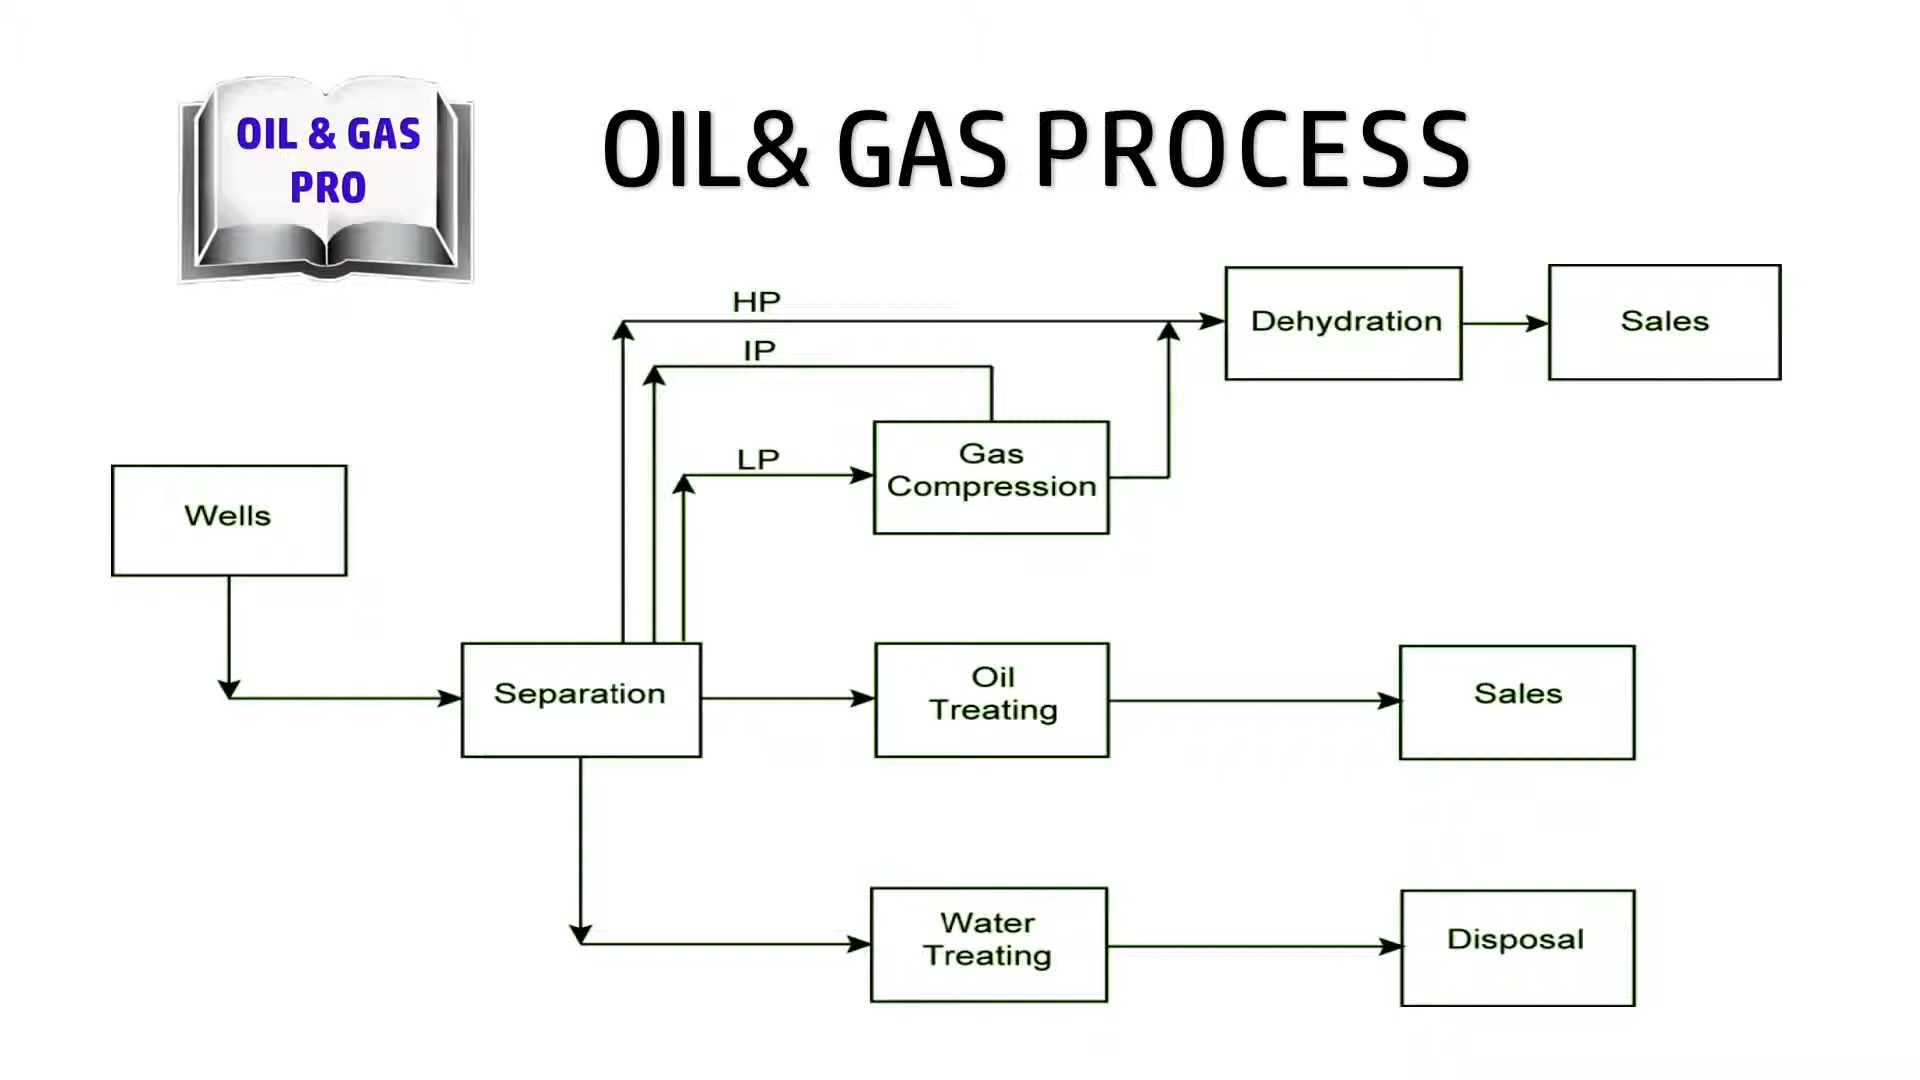 OIL & GAS
PRO
OIL& GAS PROCESS
HP
IP
LP
Dehydration
Sales
Gas
Compression
Wells
Separation
Oil
Treating
Sales
Water
Treating
Disposal